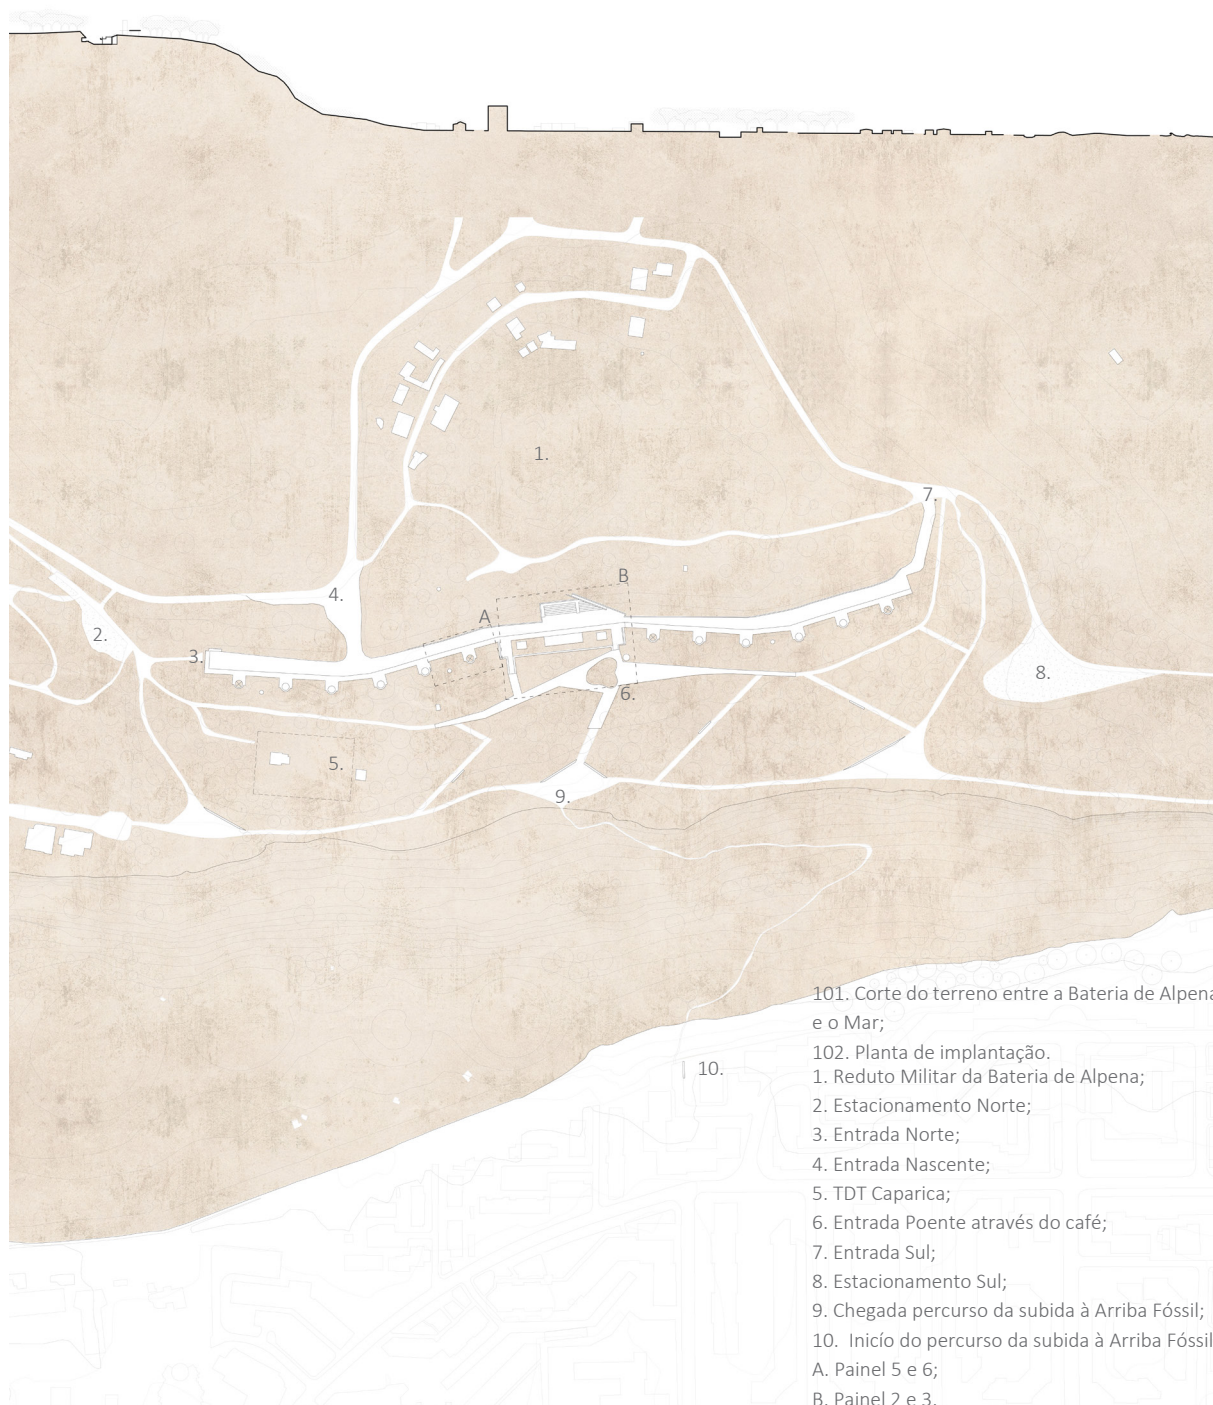 1.
7.
B
4.
A
2.
3.
8.
6.
5.
9.
101. Corte do terreno entre a Bateria de Alpena
e o Mar;
102. Planta de implantação.
10.
1. Reduto Militar da Bateria de Alpena;
2. Estacionamento Norte;
3. Entrada Norte;
4. Entrada Nascente;
5. TDT Caparica;
6. Entrada Poente através do café;
7. Entrada Sul;
8. Estacionamento Sul;
9. Chegada percurso da subida à Arriba Fóssil;
10. Inicío do percurso da subida à Arriba Fóssil
A. Painel 5 e 6;
B. Painel 2 e 3.